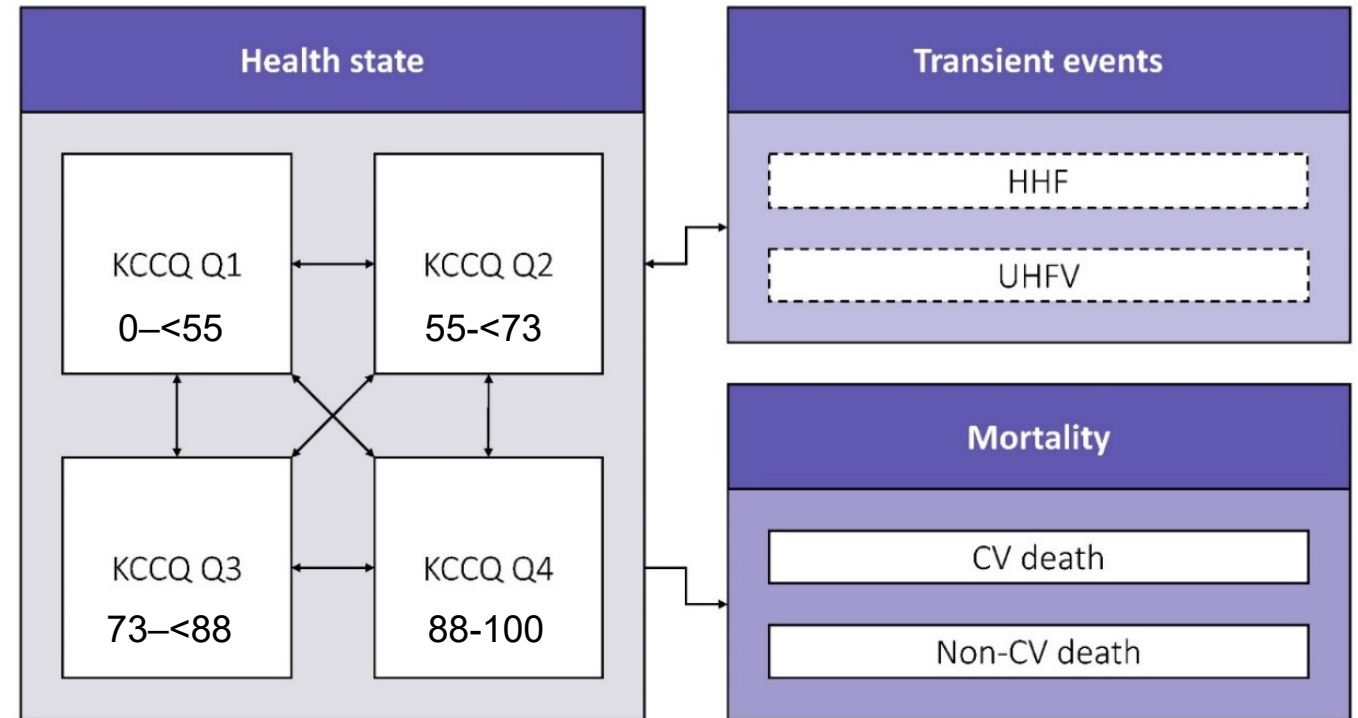 Health state
KCCQ Q1
0–<55
KCCQ Q2
55-<73
KCCQ Q3
73–<88
KCCQ Q4
88-100
Transient events
HHF
UHFV
Mortality
CV death
Non-CV death